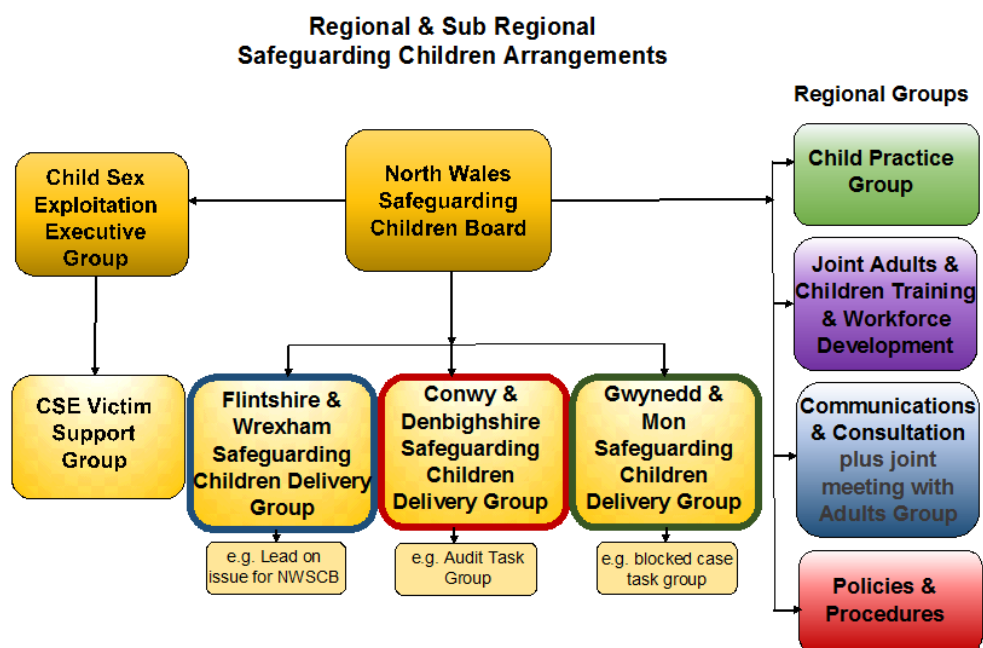 Regional & Sub Regional
Safeguarding Children Arrangements
Regional Groups
Child Sex
Exploitation
Executive
Group
North Wales
Safeguarding
Children Board
Child Practice
Group
Joint Adults &
Children Training
& Workforce
Development
CSE Victim
Support
Group
Flintshire &
Wrexham
Safeguarding
Children Delivery
Group
Conwy &
Denbighshire
Safeguarding
Children
Delivery Group
Gwynedd &
Mon
Safeguarding
Children
Delivery Group
Communications
& Consultation
plus joint
meeting with
Adults Group
e.g. Lead on
issue for NWSCB
e.g. Audit Task
Group
e.g. blocked case
task group
Policies &
Procedures